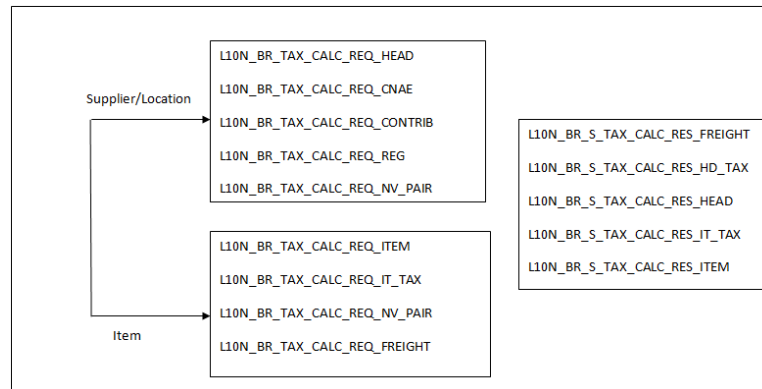 L10N_BR_TAX_CALC_REQ_HEAD
L10N_BR_TAX_CALC_REQ_CNAE
Supplier/Location
L10N_BR_TAX_CALC_REQ_CONTRIB
L10N_BR_TAX_CALC_REQ_REG
L10N_BR_TAX_CALC_REQ_NV_PAIR
L10N_BR_TAX_CALC_REQ_ITEM
L10N_BR_TAX_CALC_REQ_IT_TAX
L10N_BR_TAX_CALC_REQ_NV_PAIR
Item
L10N_BR_TAX_CALC_REQ_FREIGHT
L10N_BR_S_TAX_CALC_RES_FREIGHT
L10N_BR_S_TAX_CALC_RES_HD_TAX
L10N_BR_S_TAX_CALC_RES_HEAD
L10N_BR_S_TAX_CALC_RES_IT_TAX
L10N_BR_S_TAX_CALC_RES_ITEM